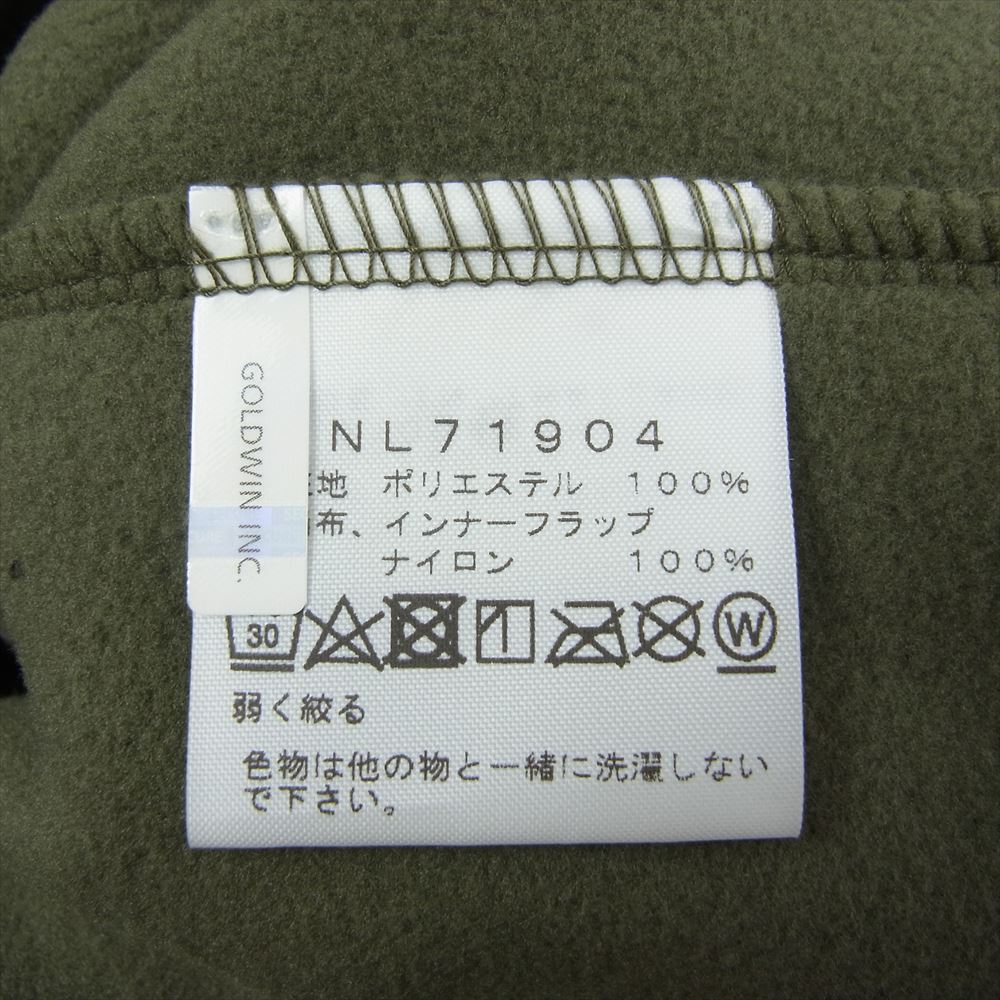 GOLDWIN INC.
NL71904
地 ポリエステル 100%
布、インナーフラップ
ナイロン 100%
30
W
弱く絞る
色物は他の物と一緒に洗濯しない
で下さい。